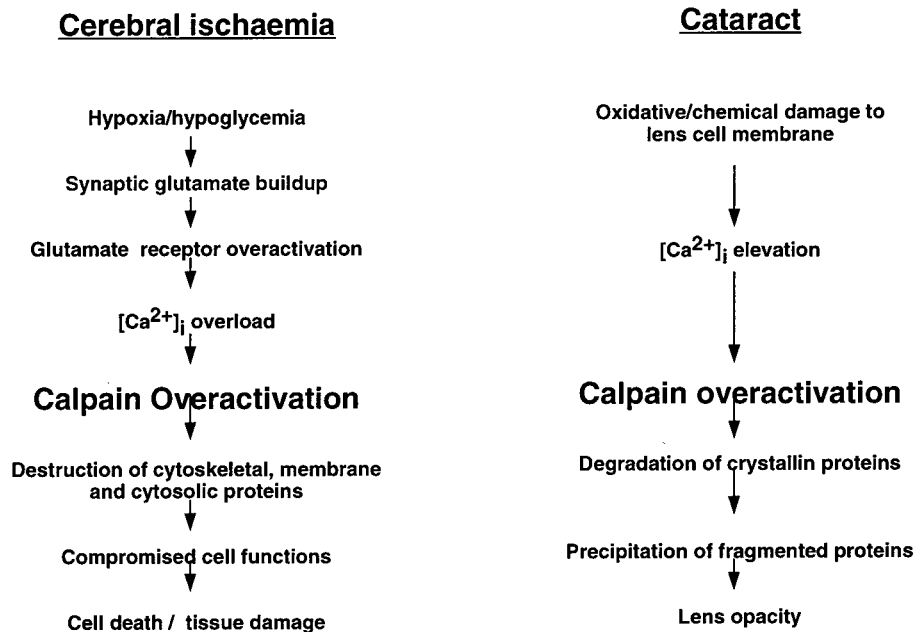 Cerebral ischaemia
Hypoxia/hypoglycemia
Synaptic glutamate buildup
Glutamate receptor overactivation
[Ca2+]i overload
Calpain Overactivation
Destruction of cytoskeletal, membrane
and cytosolic proteins
Compromised cell functions
Cell death / tissue damage
Cataract
Oxidative/chemical damage to
lens cell membrane
[Ca2+]i elevation
Calpain overactivation
Degradation of crystallin proteins
Precipitation of fragmented proteins
Lens opacity